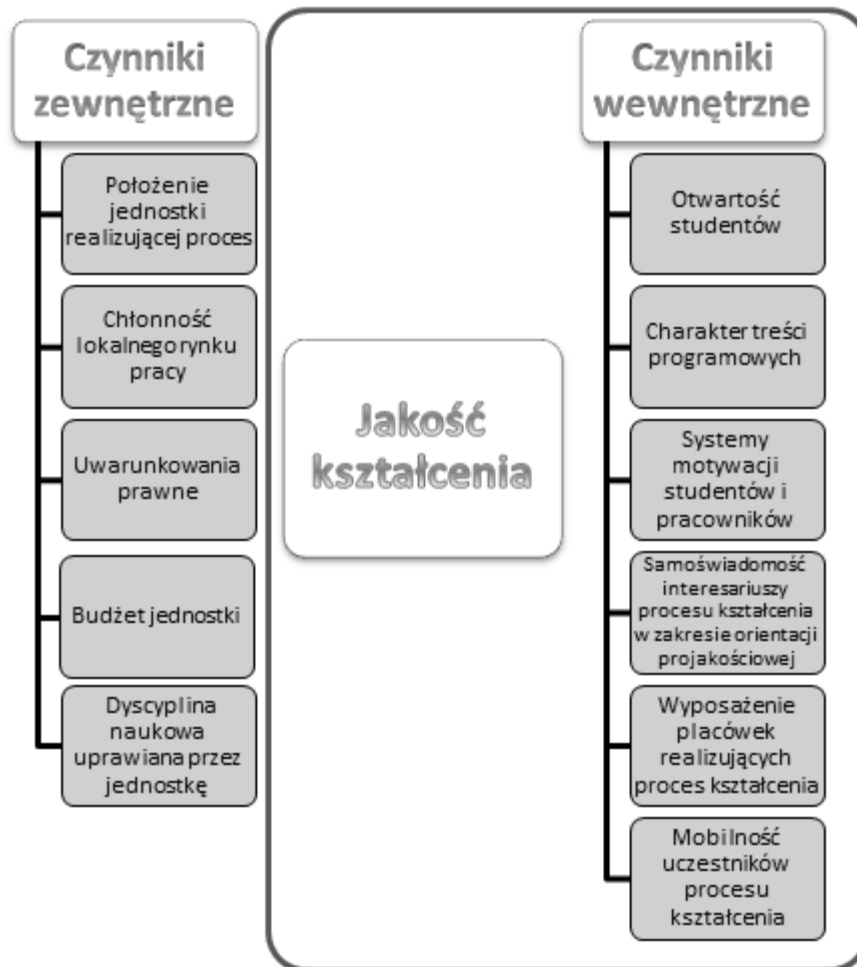 Czynniki
zewnętrzne
Położenie
jednostki
realizującej proces
Chłonność
lokalnego rynku
pracy
Uwarunkowania
prawne
Budżet jednostki
Dyscyplina
naukowa
uprawiana przez
jednostkę
Jakość
kształcenia
Czynniki
wewnętrzne
Otwartość
studentów
Charakter treści
programowych
Systemy
motywacji
studentów i
pracowników
Samoświadomość
interesariuszy
procesu kształcenia
w zakresie orientacji
projakościowej
Wyposażenie
placówek
realizujących
proces kształcenia
Mobilność
uczestników
procesu
kształcenia